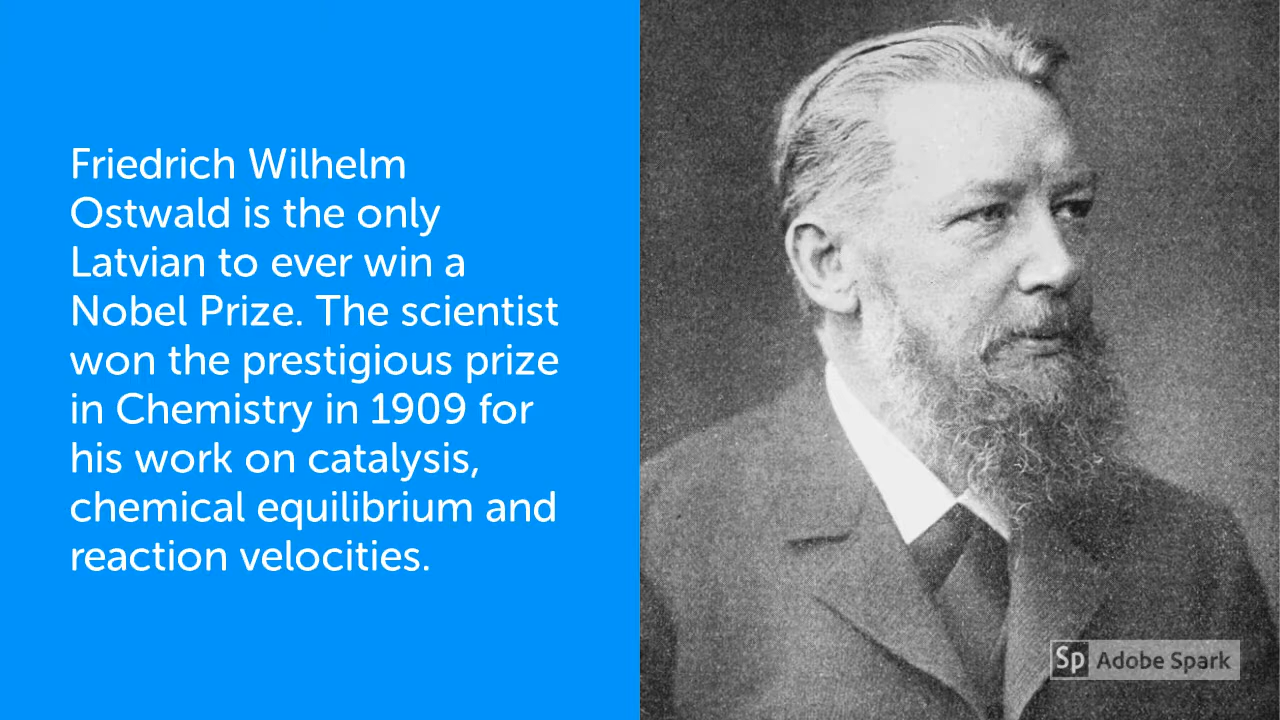 Friedrich Wilhelm
Ostwald is the only
Latvian to ever win a
Nobel Prize. The scientist
won the prestigious prize
in Chemistry in 1909 for
his work on catalysis,
chemical equilibrium and
reaction velocities.
Sp Adobe Spark